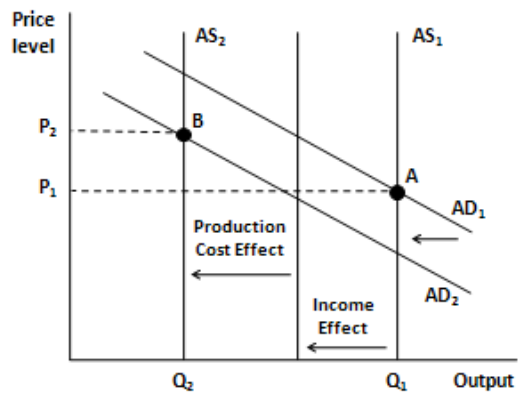 Price
level
AS₂
AS₁
B
P₂
A
P₁
AD₁
Production
Cost Effect
AD₂
Income
Effect
Q₂
Q₁
Output